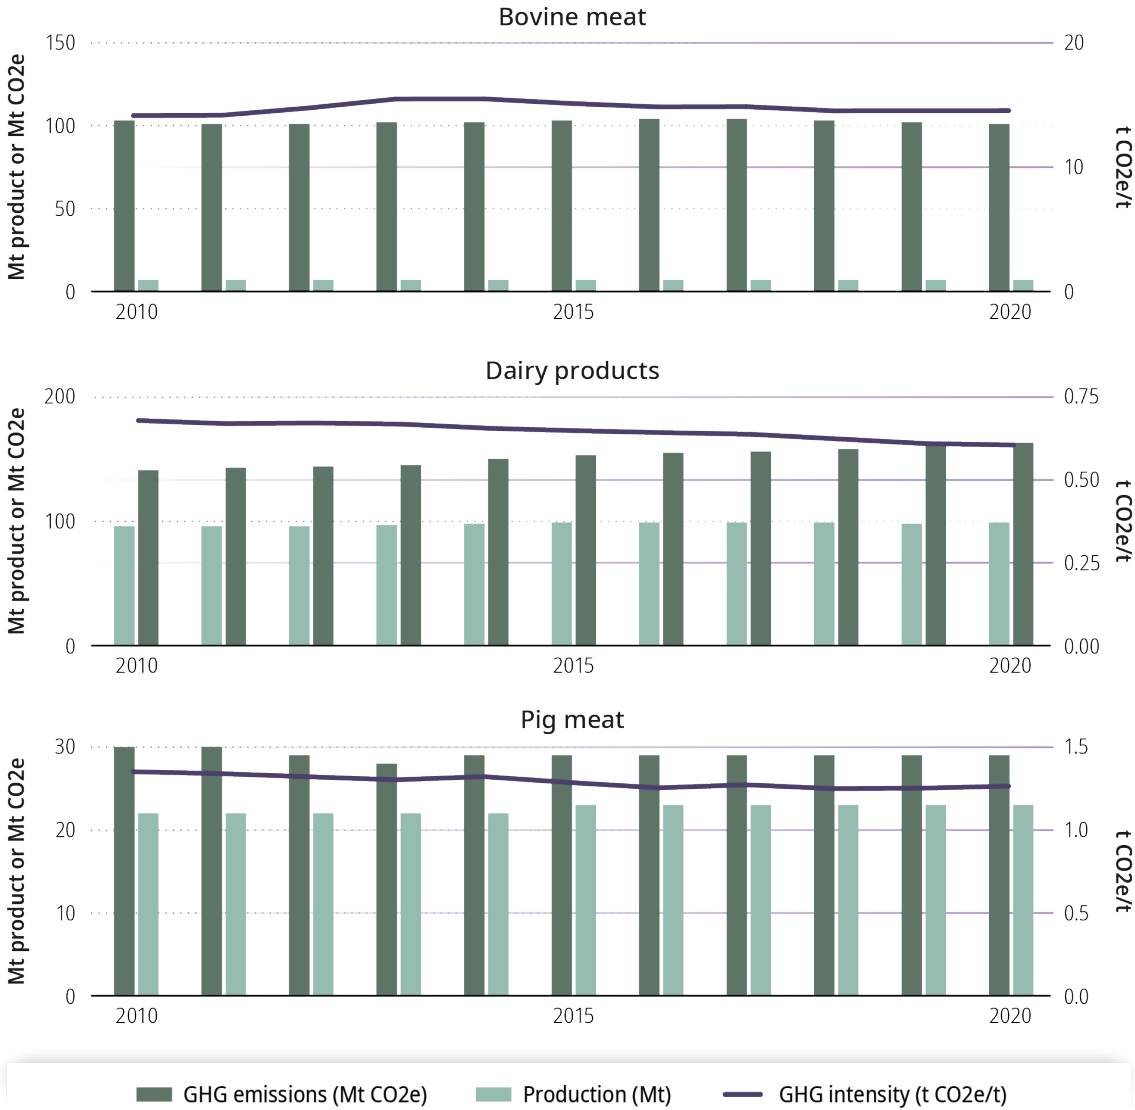 Bovine meat
150
20
100
10
50
0
0
Mt product or Mt CO2e
t CO2e/t
2010
2015
2020
Dairy products
200
0.75
0.50
100
0.25
0
0.00
Mt product or Mt CO2e
t CO2e/t
2010
2015
2020
Pig meat
30
1.5
20
1.0
10
0.5
0
0.0
Mt product or Mt CO2e
t CO2e/t
2010
2015
2020
GHG emissions (Mt CO2e)
Production (Mt)
GHG intensity (t CO2e/t)